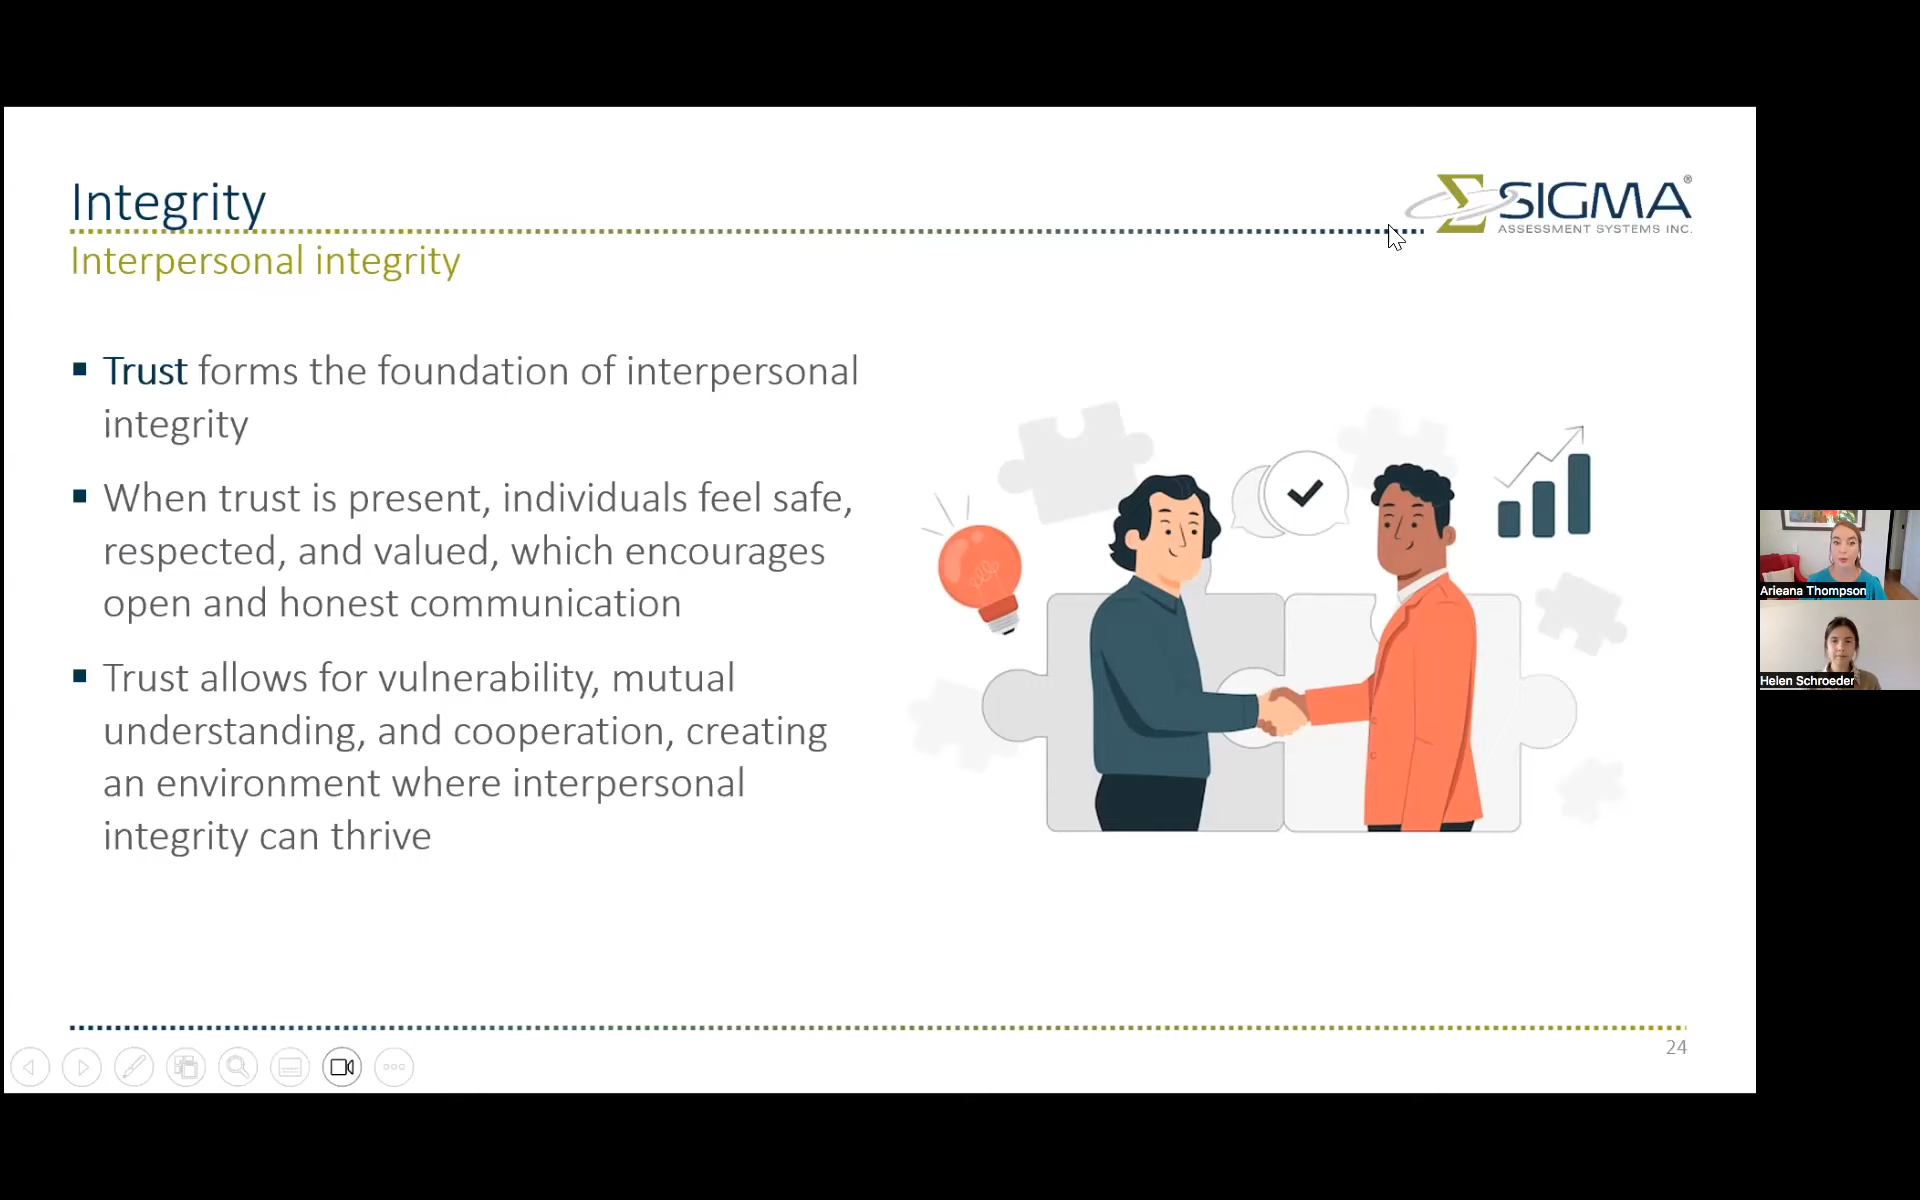 Integrity
SIGMA®
ASSESSMENT SYSTEMS INC.
Interpersonal integrity
Trust forms the foundation of interpersonal
integrity
When trust is present, individuals feel safe,
respected, and valued, which encourages
open and honest communication
Trust allows for vulnerability, mutual
understanding, and cooperation, creating
an environment where interpersonal
integrity can thrive
Arieana Thompson
Helen Schroeder
24